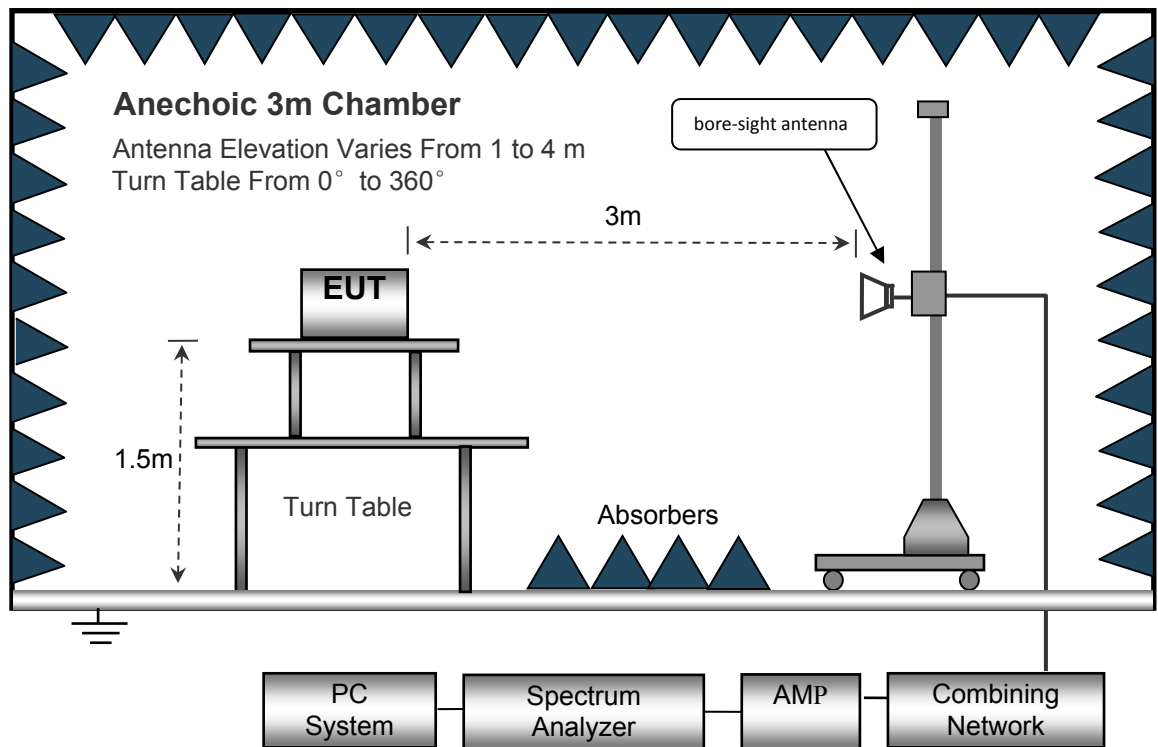 Anechoic 3m Chamber
Antenna Elevation Varies From 1 to 4 m
Turn Table From 0° to 360°
bore-sight antenna
3m
EUT
1.5m
Turn Table
Absorbers
PC
System
Spectrum
Analyzer
AMP
Combining
Network